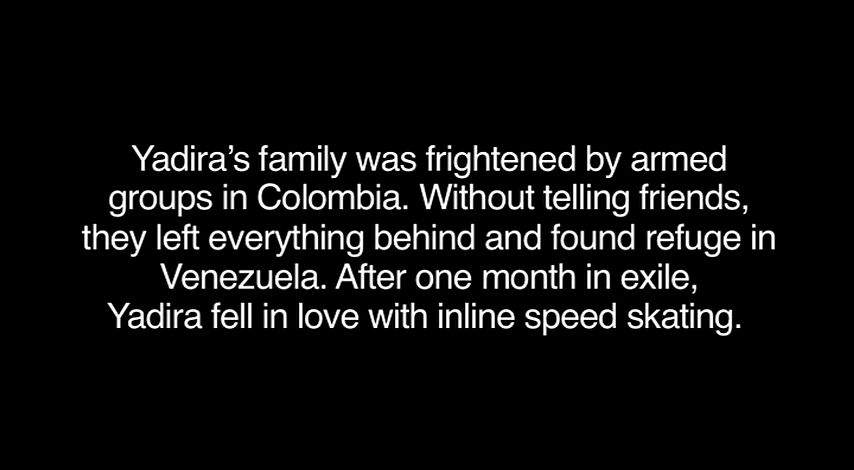 Yadira’s family was frightened by armed
groups in Colombia. Without telling friends,
they left everything behind and found refuge in
Venezuela. After one month in exile,
Yadira fell in love with inline speed skating.